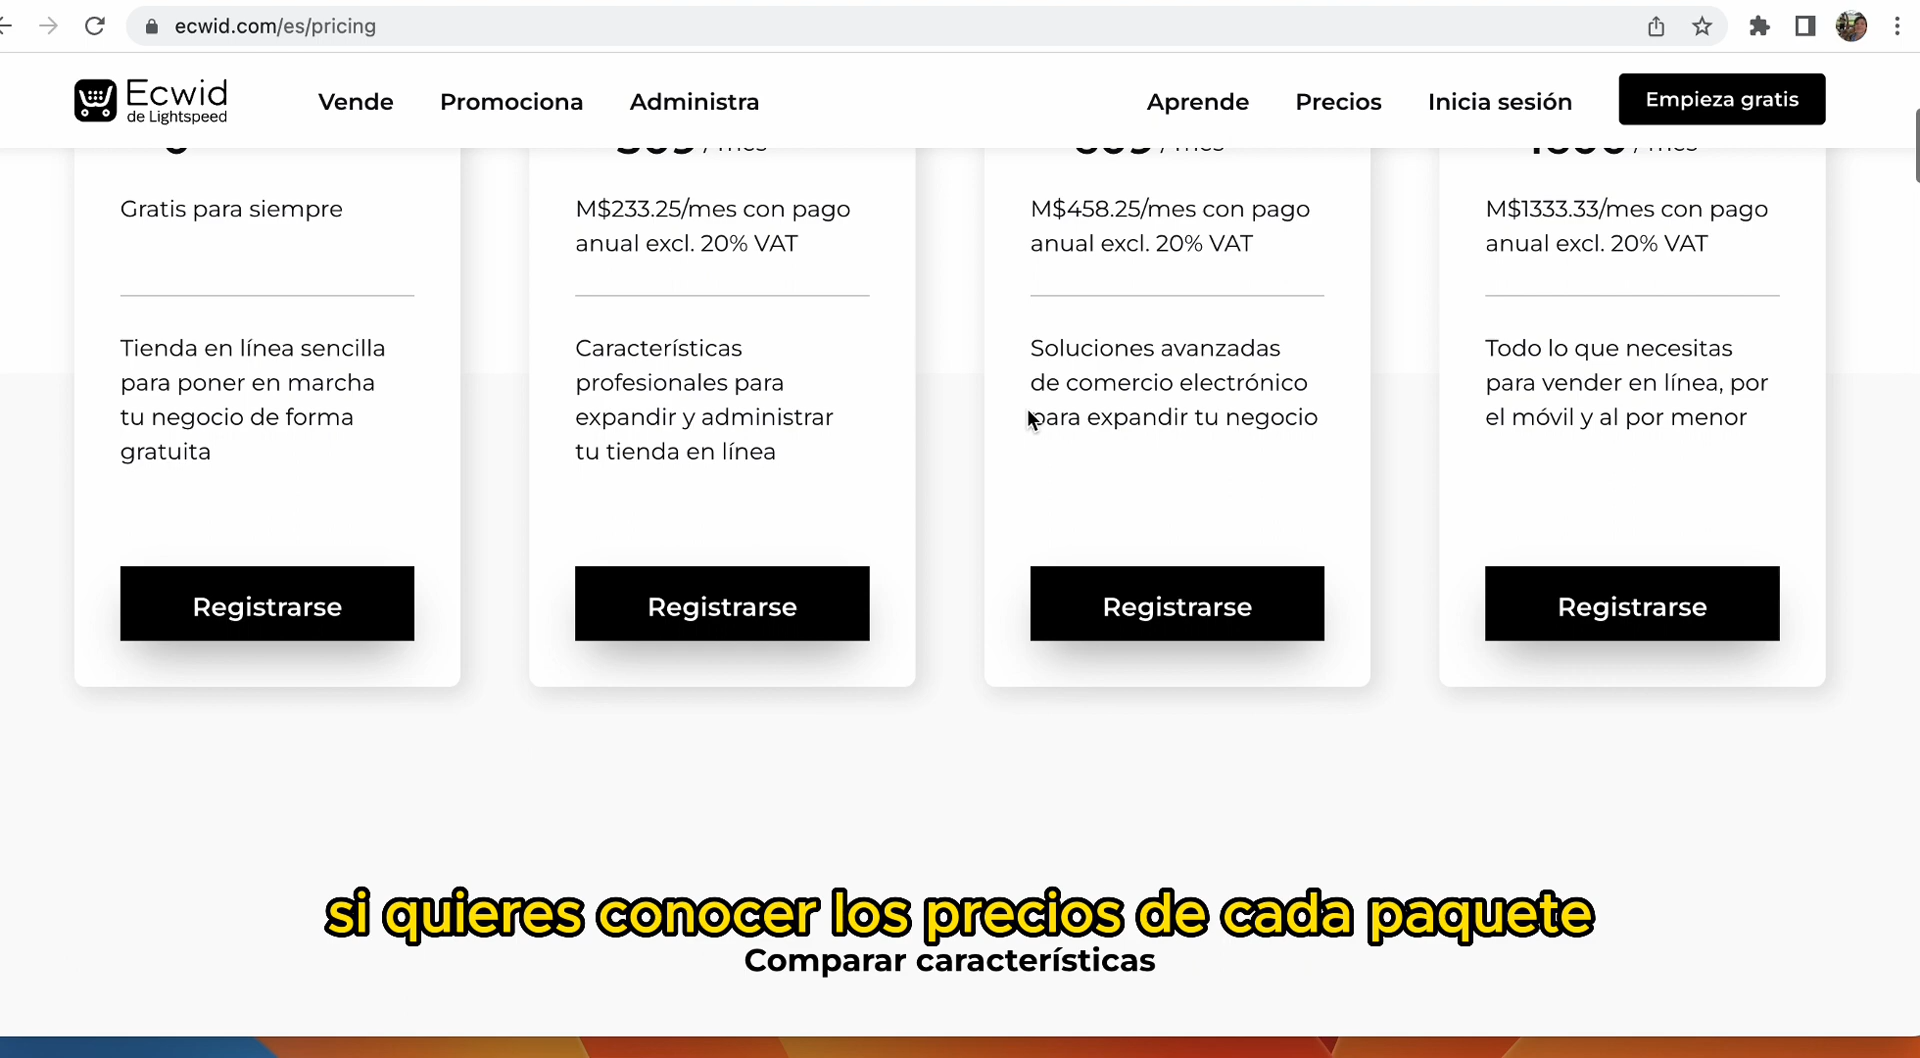 ecwid.com/es/pricing
Ecwid
de Lightspeed
Vende
Promociona
Administra
Aprende
Precios
Inicia sesión
Empieza gratis
Gratis para siempre
Tienda en línea sencilla
para poner en marcha
tu negocio de forma
gratuita
Registrarse
/ mes
M$233.25/mes con pago
anual excl. 20% VAT
Características
profesionales para
expandir y administrar
tu tienda en línea
Registrarse
/ mes
M$458.25/mes con pago
anual excl. 20% VAT
Soluciones avanzadas
de comercio electrónico
para expandir tu negocio
Registrarse
/ mes
M$1333.33/mes con pago
anual excl. 20% VAT
Todo lo que necesitas
para vender en línea, por
el móvil y al por menor
Registrarse
si quieres conocer los precios de cada paquete
Comparar características